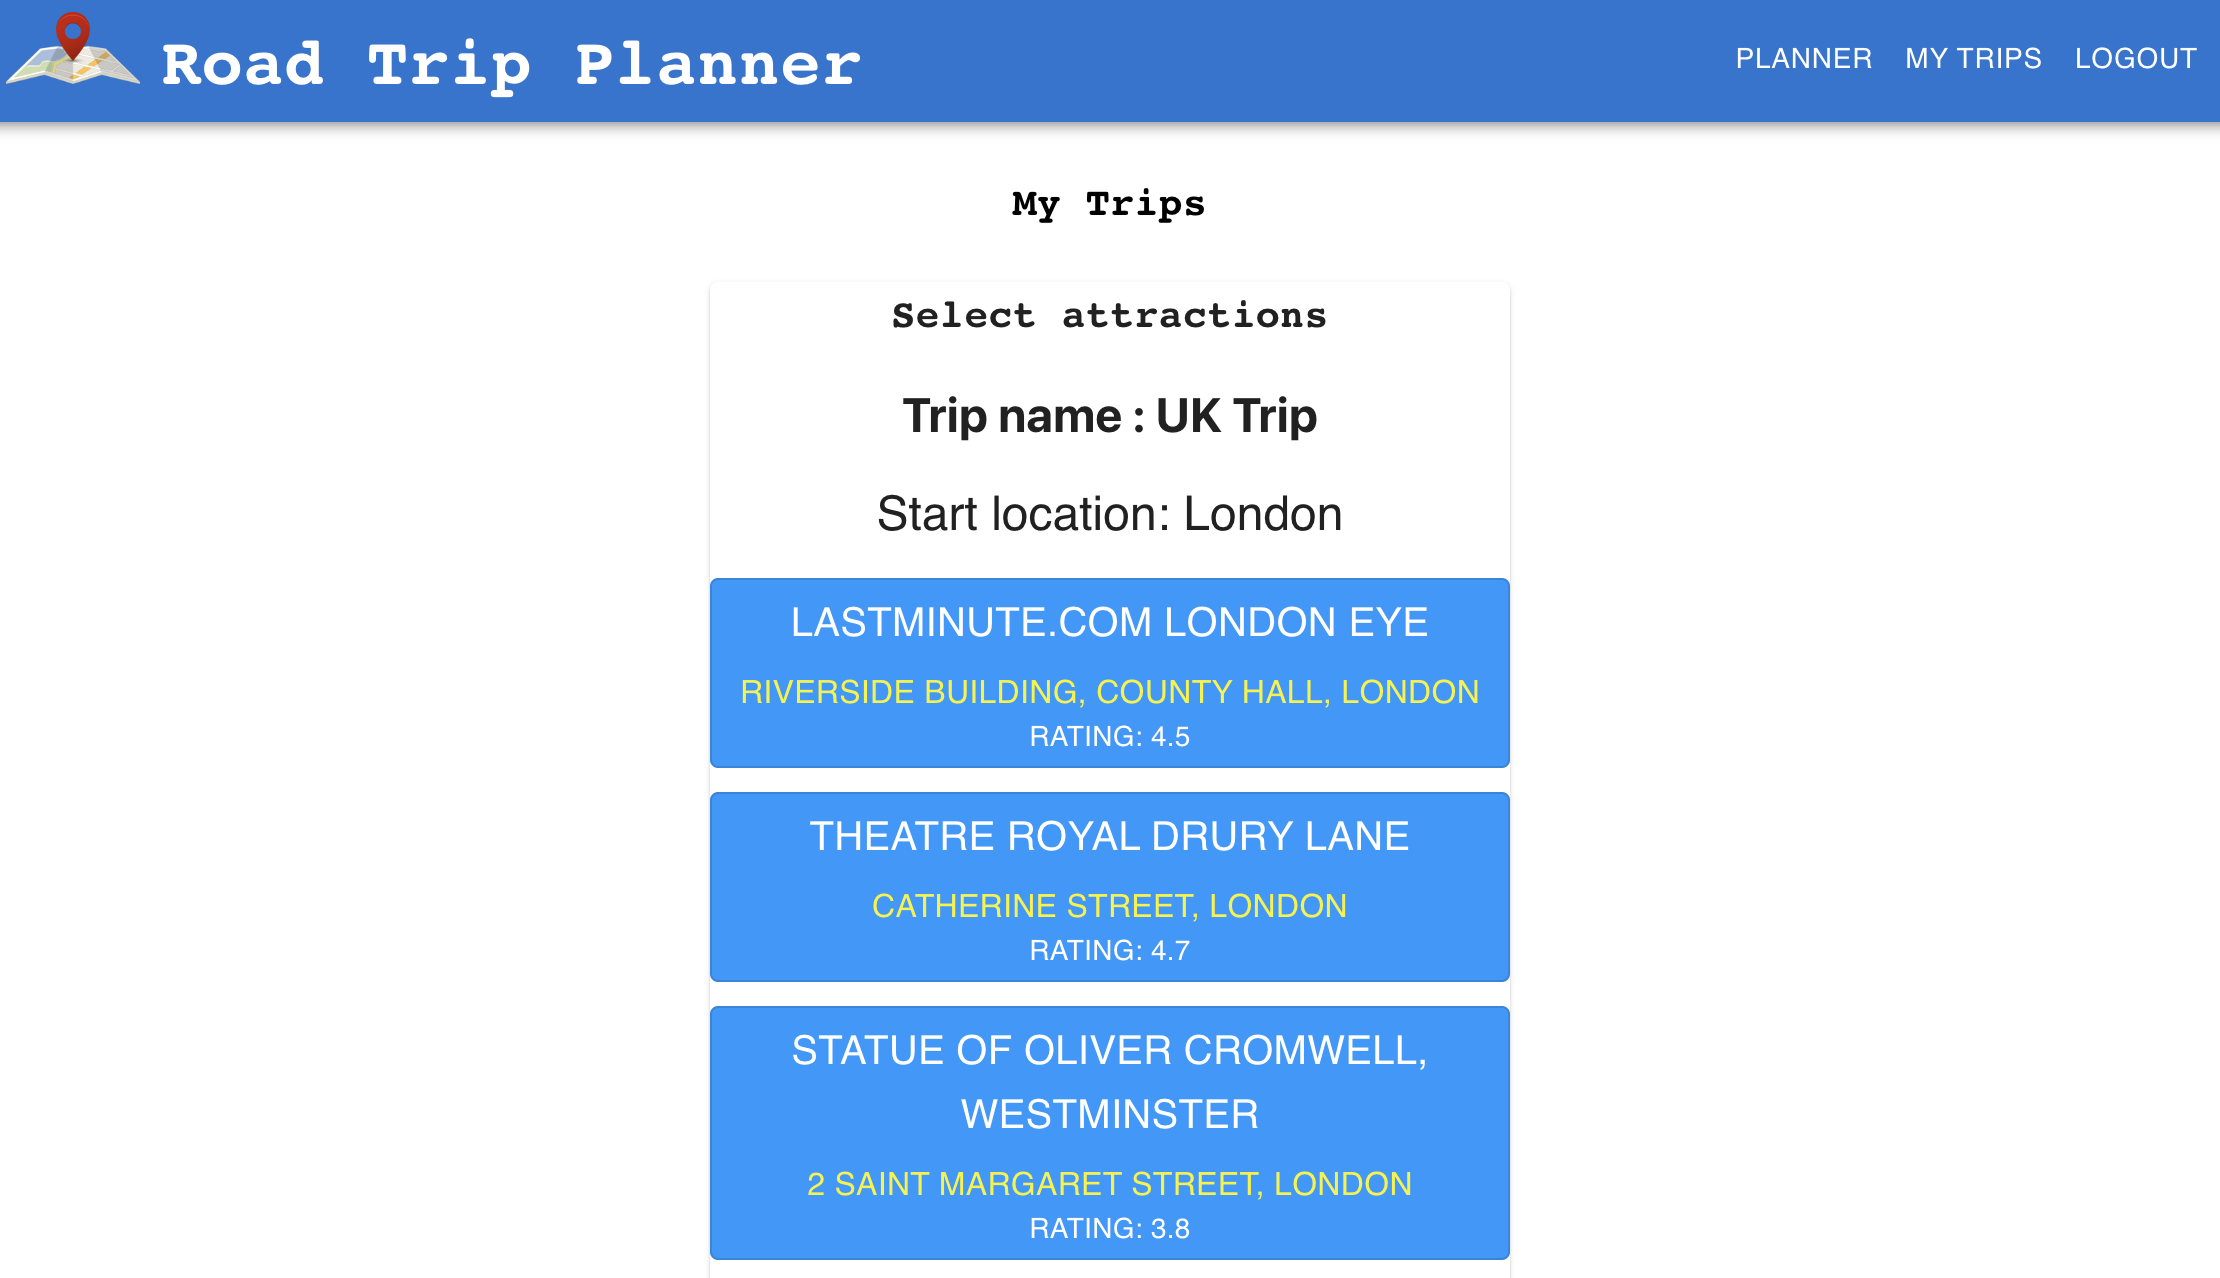 Road Trip Planner
PLANNER MY TRIPS LOGOUT
My Trips
Select attractions
Trip name : UK Trip
Start location: London
LASTMINUTE.COM LONDON EYE
RIVERSIDE BUILDING, COUNTY HALL, LONDON
RATING: 4.5
THEATRE ROYAL DRURY LANE
CATHERINE STREET, LONDON
RATING: 4.7
STATUE OF OLIVER CROMWELL,
WESTMINSTER
2 SAINT MARGARET STREET, LONDON
RATING: 3.8